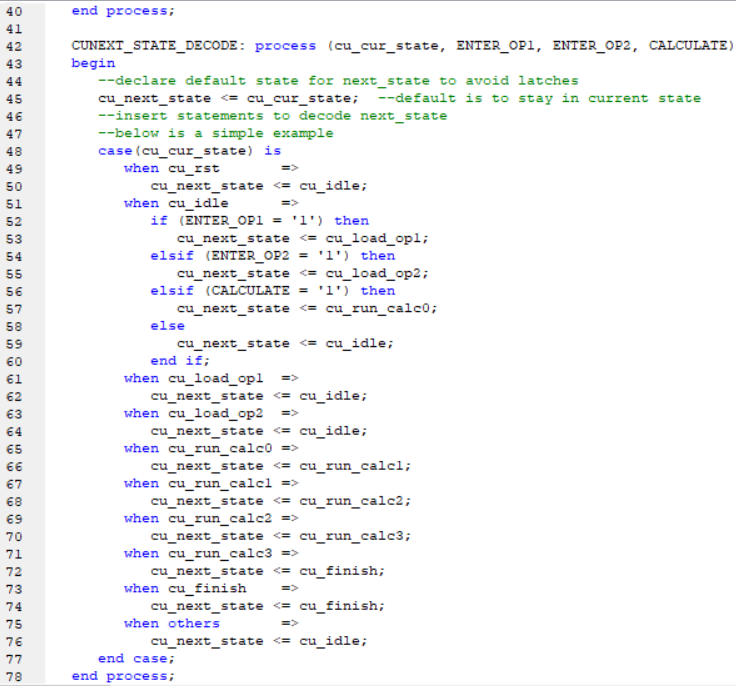 40 end process;
41
42 CUNEXT_STATE_DECODE: process (cu_cur_state, ENTER_OP1, ENTER_OP2, CALCULATE)
43 begin
44 --declare default state for next_state to avoid latches
45 cu_next_state <= cu_cur_state; --default is to stay in current state
46 --insert statements to decode next_state
47 --below is a simple example
48 case(cu_cur_state) is
49 when cu_rst =>
50 cu_next_state <= cu_idle;
51 when cu_idle =>
52 if (ENTER_OP1 = '1') then
53 cu_next_state <= cu_load_op1;
54 elsif (ENTER_OP2 = '1') then
55 cu_next_state <= cu_load_op2;
56 elsif (CALCULATE = '1') then
57 cu_next_state <= cu_run_calc0;
58 else
59 cu_next_state <= cu_idle;
60 end if;
61 when cu_load_op1 =>
62 cu_next_state <= cu_idle;
63 when cu_load_op2 =>
64 cu_next_state <= cu_idle;
65 when cu_run_calc0 =>
66 cu_next_state <= cu_run_calc1;
67 when cu_run_calc1 =>
68 cu_next_state <= cu_run_calc2;
69 when cu_run_calc2 =>
70 cu_next_state <= cu_run_calc3;
71 when cu_run_calc3 =>
72 cu_next_state <= cu_finish;
73 when cu_finish =>
74 cu_next_state <= cu_finish;
75 when others =>
76 cu_next_state <= cu_idle;
77 end case;
78 end process;